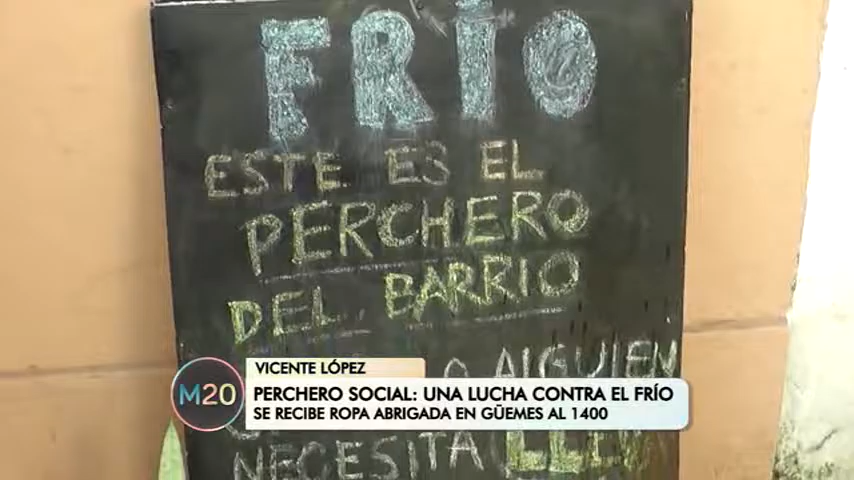 FRÍO
ESTE ES EL
PERCHERO
DEL BARRIO
ALGUIEN
VICENTE LÓPEZ
M20
PERCHERO SOCIAL: UNA LUCHA CONTRA EL FRÍO
SE RECIBE ROPA ABRIGADA EN GÜEMES AL 1400
NECESITA